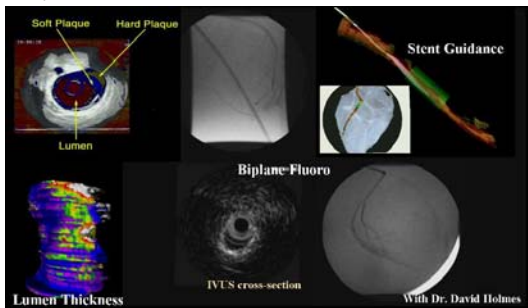 Soft Plaque
Hard Plaque
Lumen
Stent Guidance
Biplane Fluoro
Lumen Thickness
IVUS cross-section
With Dr. David Holmes